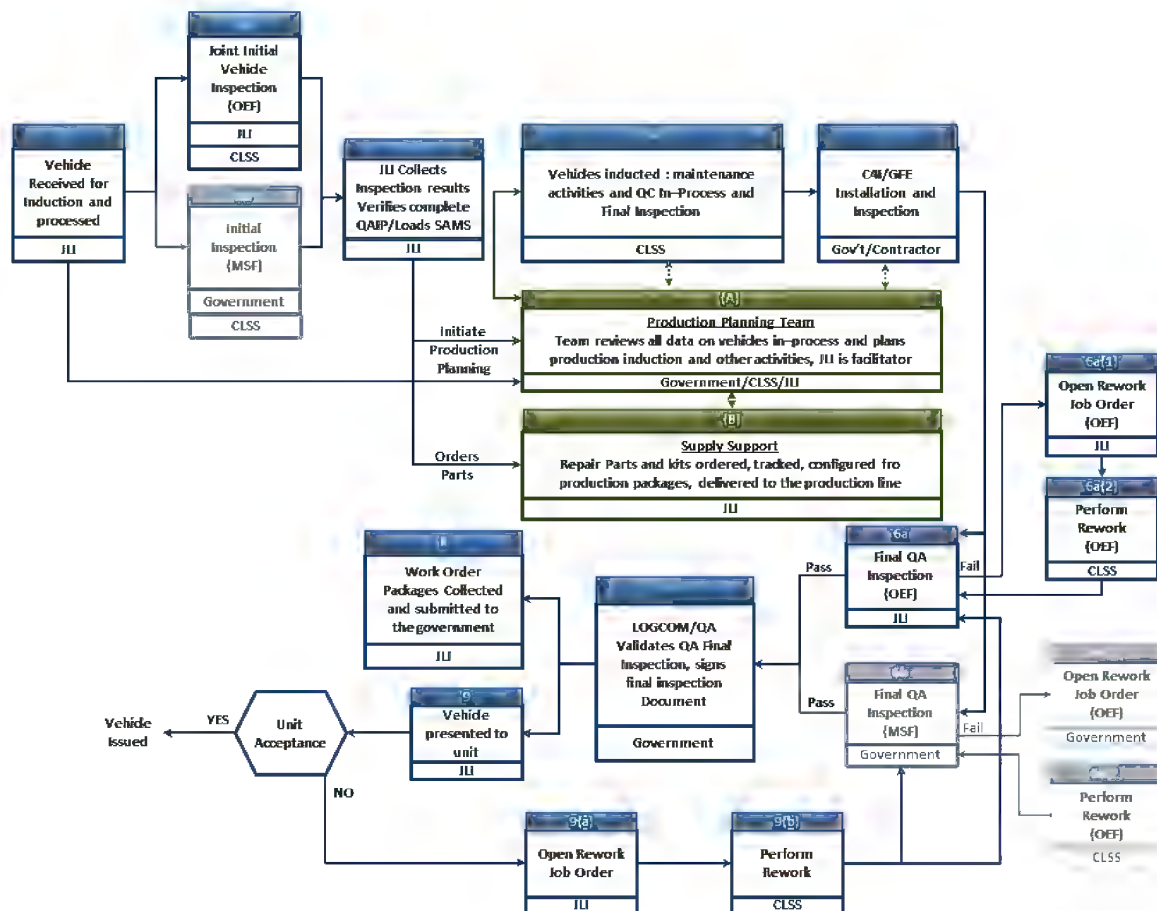 Joint Initial
Vehicle
Inspection
(OEF)
JLI
CLSS
Vehicle
Received for
Induction and
processed
JLI
Initial
Inspection
(MSF)
Government
CLSS
JLI Collects
Inspection results
Verifies complete
QAIP/Loads SAMS
JLI
Vehicles inducted : maintenance
activities and QC In-Process and
Final Inspection
CLSS
C4I/GFE
Installation and
Inspection
Gov't/Contractor
(A)
Production Planning Team
Team reviews all data on vehicles in-process and plans
production induction and other activities, JLI is facilitator
Government/CLSS/JLI
Initiate
Production
Planning
(B)
Supply Support
Repair Parts and kits ordered, tracked, configured fro
production packages, delivered to the production line
JLI
Orders
Parts
6a(1)
Open Rework
Job Order
(OEF)
JLI
6a(2)
Perform
Rework
(OEF)
CLSS
6a
Final QA
Inspection
(OEF)
JLI
Pass
Fail
Work Order
Packages Collected
and submitted to
the government
JLI
LOGCOM/QA
Validates QA Final
Inspection, signs
final inspection
Document
Government
Final QA
Inspection
(MSF)
Government
Pass
Fail
Open Rework
Job Order
(OEF)
Government
Perform
Rework
(OEF)
CLSS
9
Vehicle
presented to
unit
JLI
Unit
Acceptance
YES
Vehicle
Issued
NO
9(a)
Open Rework
Job Order
JLI
9(b)
Perform
Rework
CLSS